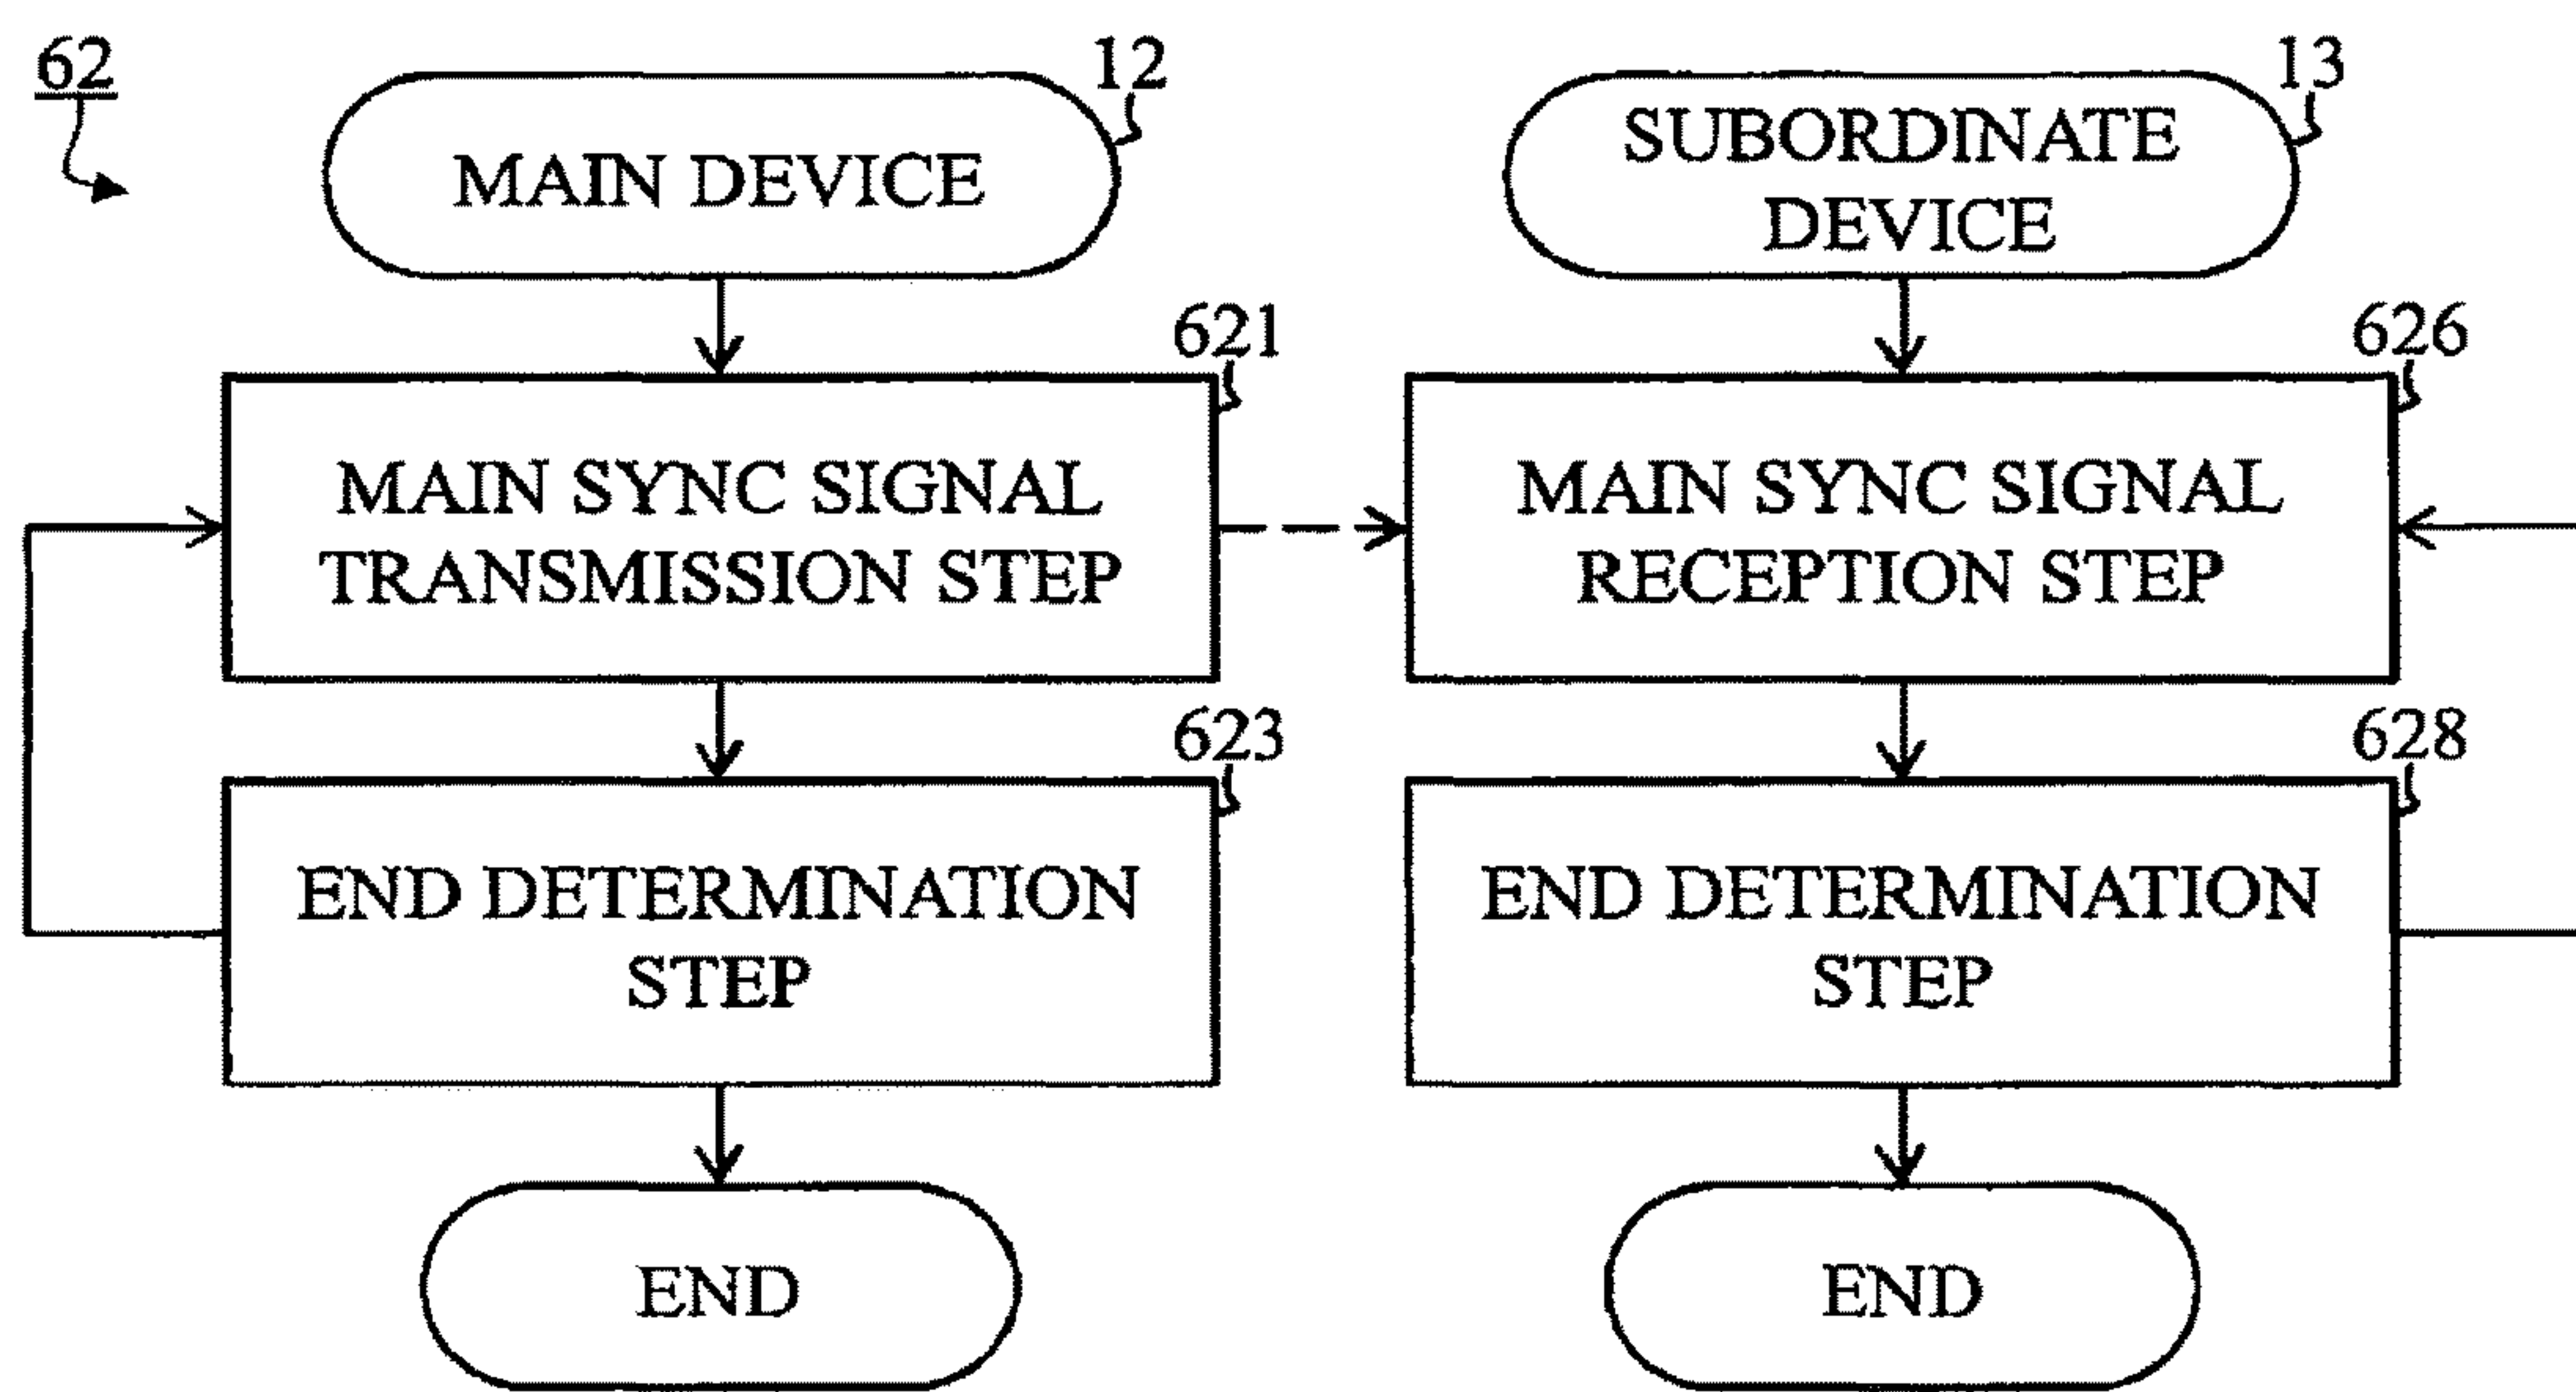 62
12
MAIN DEVICE
13
SUBORDINATE
DEVICE
621
MAIN SYNC SIGNAL
TRANSMISSION STEP
626
MAIN SYNC SIGNAL
RECEPTION STEP
623
END DETERMINATION
STEP
628
END DETERMINATION
STEP
END
END